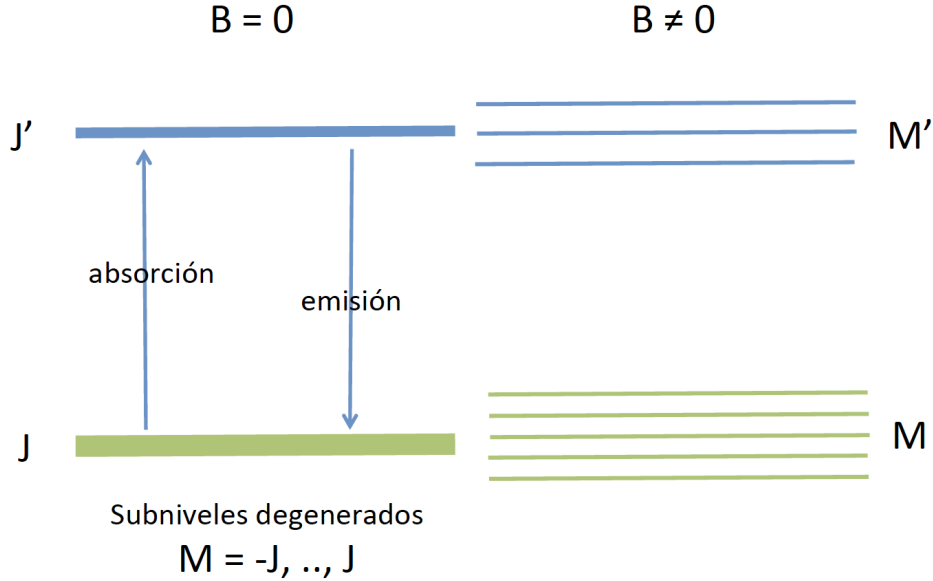 B = 0
B ≠ 0
J’
M’
absorción
emisión
J
M
Subniveles degenerados
M = -J, .., J